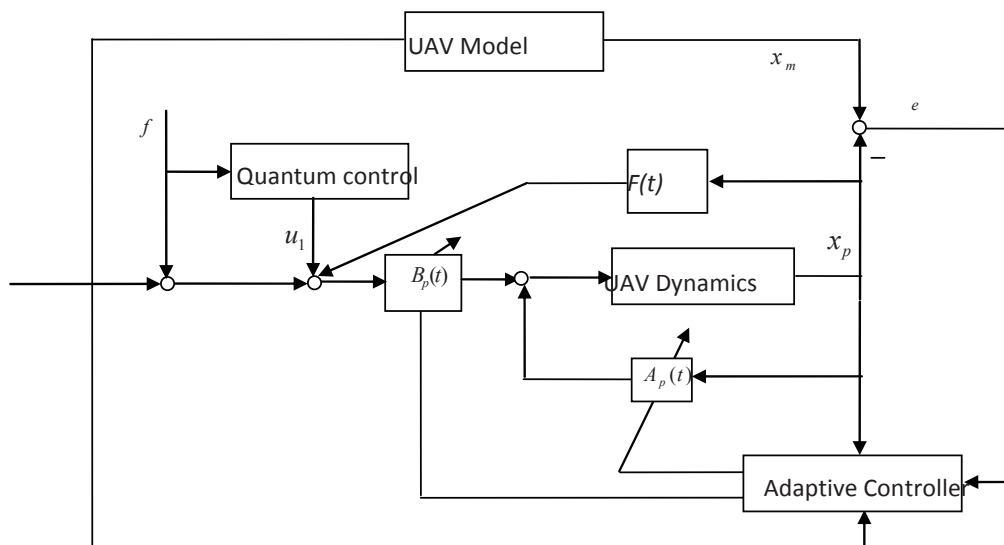 UAV Model
x_m
e
f
Quantum control
F(t)
–
u_1
x_p
B_p(t)
UAV Dynamics
A_p(t)
Adaptive Controller